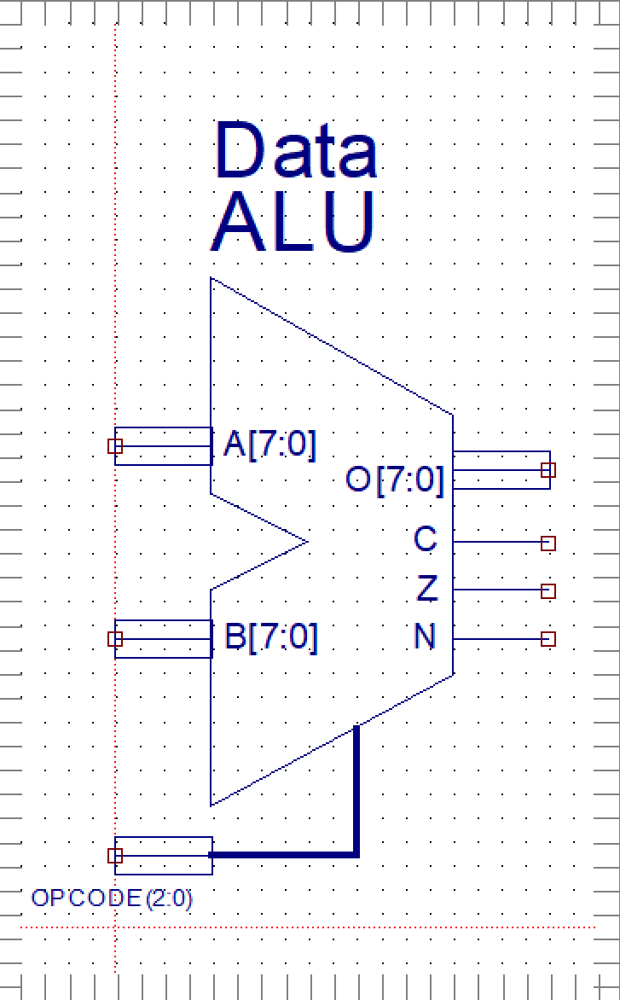 Data
ALU
A[7:0]
O[7:0]
C
Z
B[7:0]
N
OPCODE(2:0)